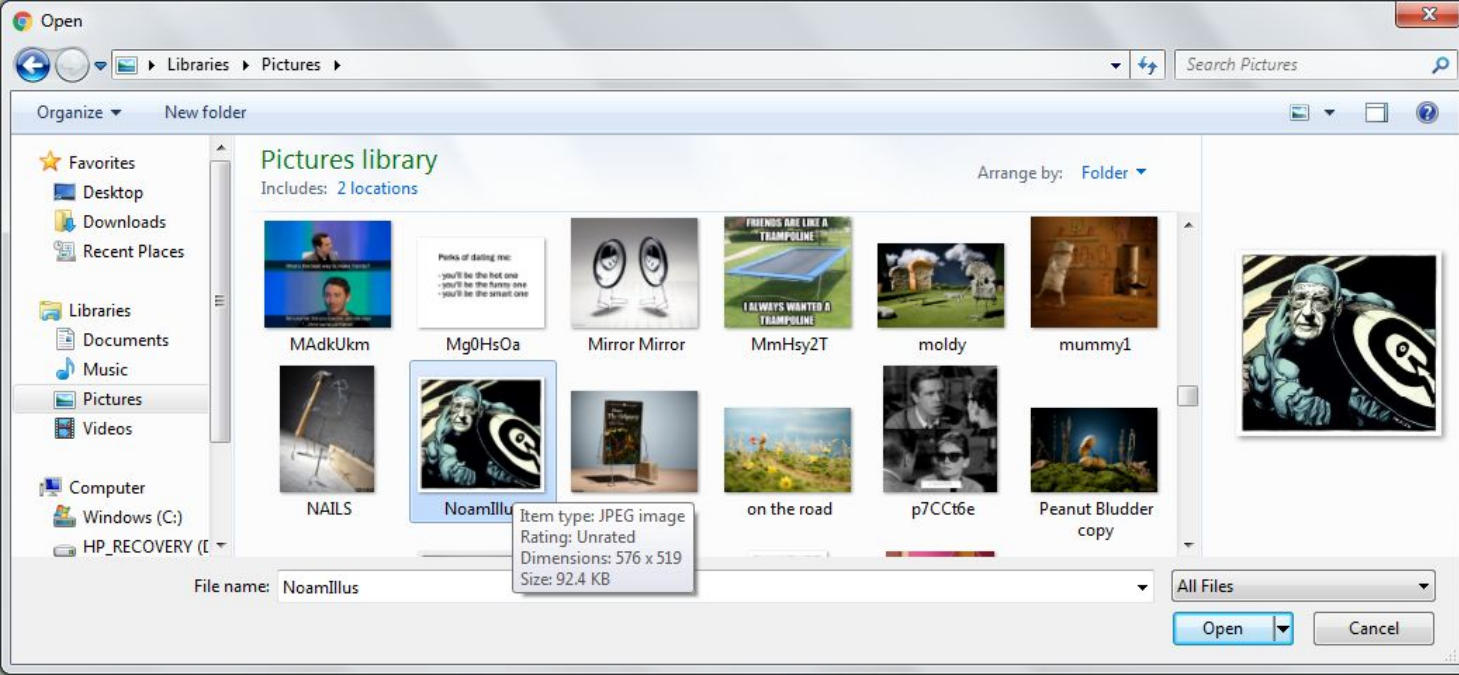 Open
Libraries
Pictures
Search Pictures
Organize
New folder
Favorites
Desktop
Downloads
Recent Places
Libraries
Documents
Music
Pictures
Videos
Computer
Windows (C:)
HP_RECOVERY (
Pictures library
Includes: 2 locations
Arrange by: Folder
Perks of dating me:
-you'll be the hot one
-you'll be the funny one
-you'll be the smart one
FRIENDS ARE LIKE A
TRAMPOLINE
I ALWAYS WANTED A
TRAMPOLINE
MAdkUkm
Mg0HsOa
Mirror Mirror
MmHsy2T
moldy
mummy1
NAILS
NoamIllu
on the road
p7CCt6e
Peanut Bludder
copy
Item type: JPEG image
Rating: Unrated
Dimensions: 576 x 519
Size: 92.4 KB
File name:
NoamIllus
All Files
Open
Cancel